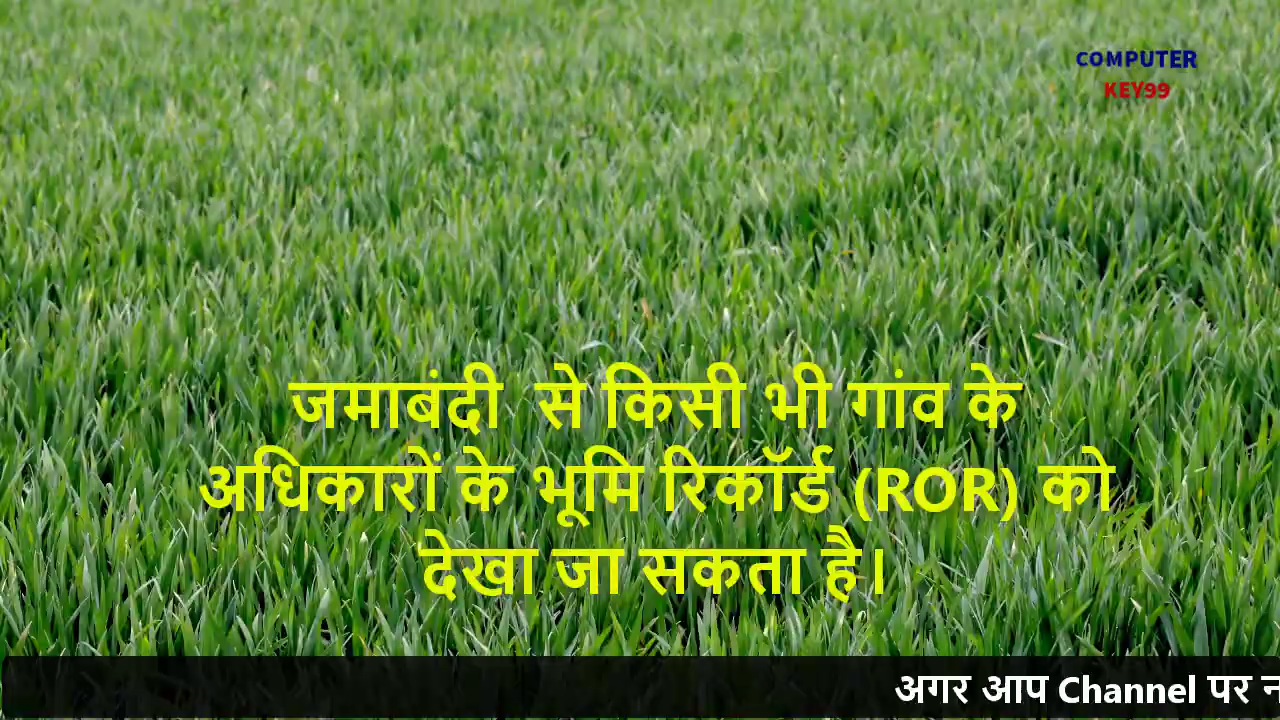 COMPUTER
KEY99
जमाबंदी से किसी भी गांव के
अधिकारों के भूमि रिकॉर्ड (ROR) को
देखा जा सकता है।
अगर आप Channel पर